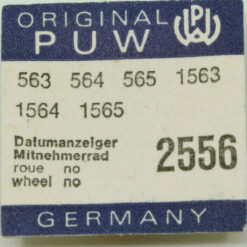 ORIGINAL
PUW
PUW
563 564 565 1563
1564 1565
Datumanzeiger
Mitnehmerrad
roue no
wheel no
2556
GERMANY